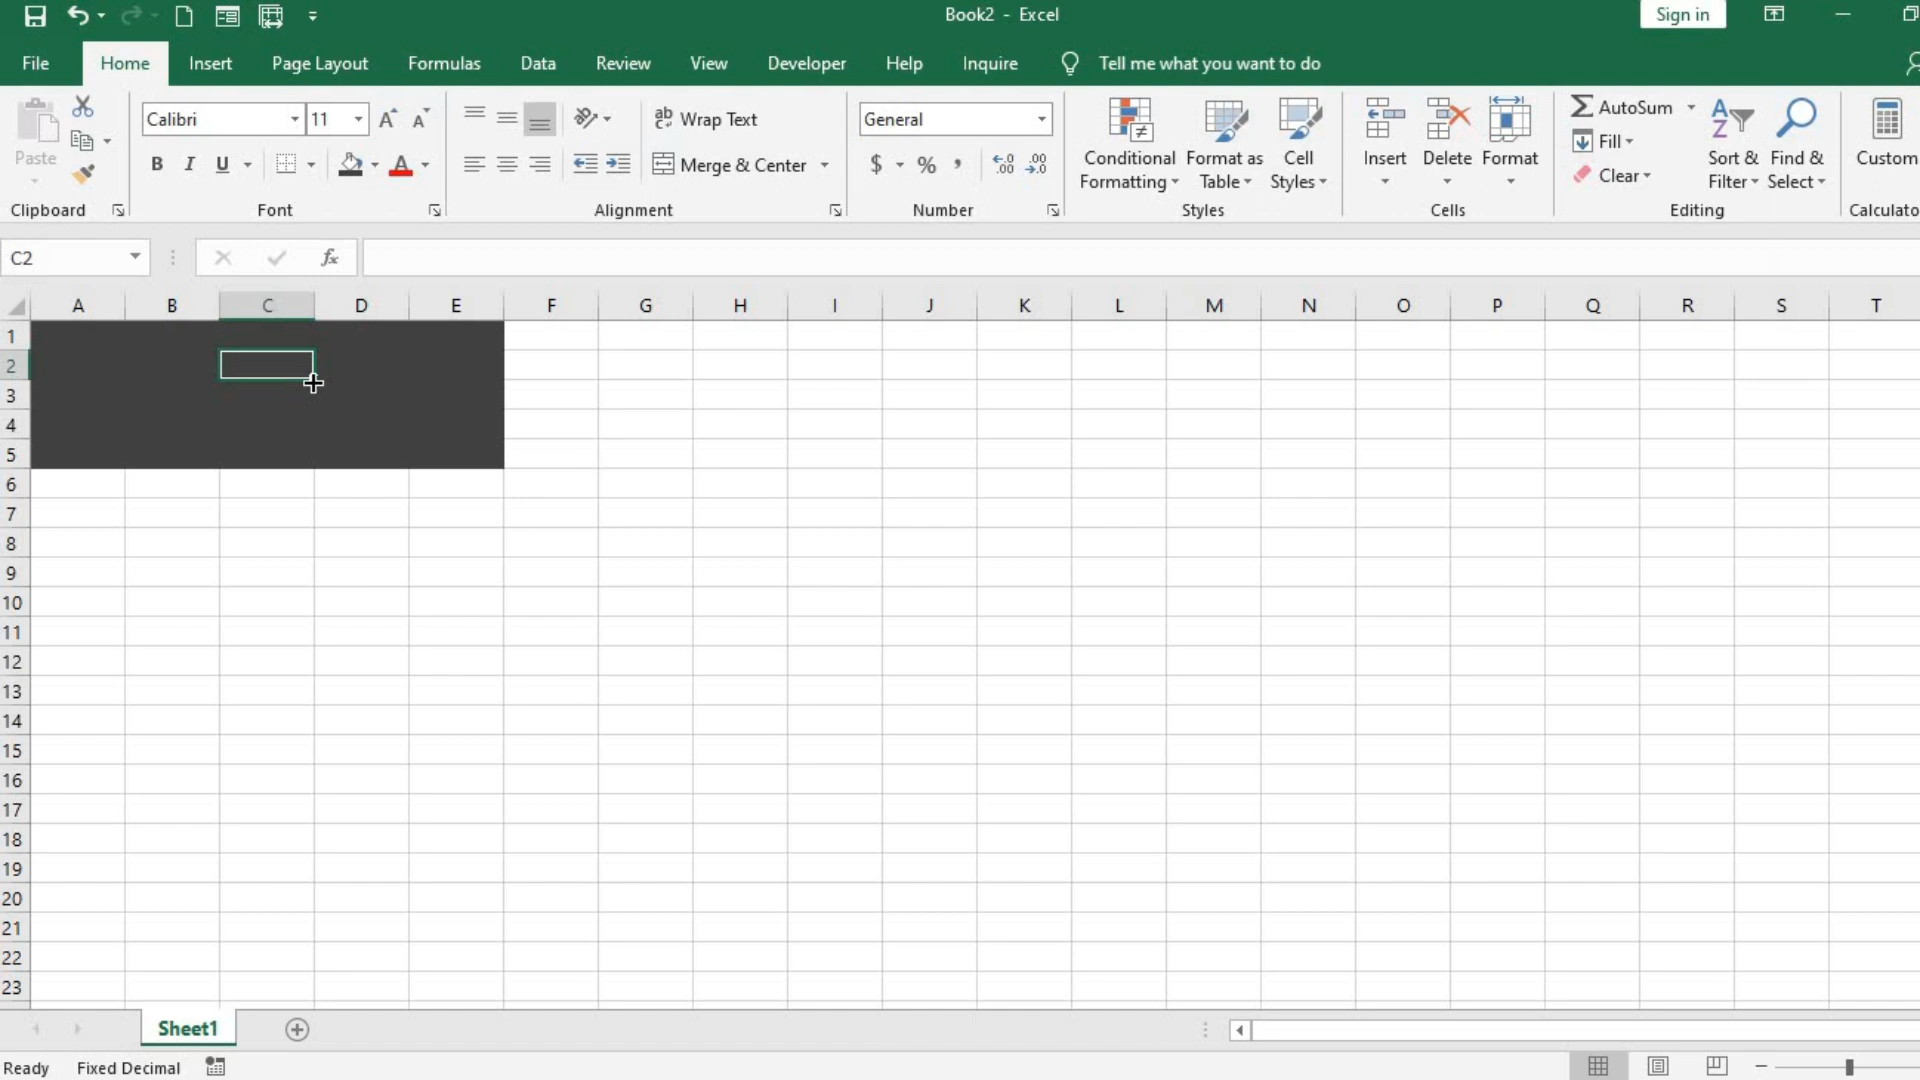 Book2 - Excel
Sign in
File Home Insert Page Layout Formulas Data Review View Developer Help Inquire Tell me what you want to do
Paste
Clipboard
Calibri 11
B I U A
Font
ab Wrap Text
Merge & Center
Alignment
General
$ % , .00 .0
Number
Conditional Formatting
Format as Table
Cell Styles
Styles
Insert
Delete
Format
Cells
AutoSum
Fill
Clear
Sort & Filter
Find & Select
Editing
Custom
Calculato
C2
fx
A B C D E F G H I J K L M N O P Q R S T
1
2
3
4
5
6
7
8
9
10
11
12
13
14
15
16
17
18
19
20
21
22
23
Sheet1
Ready Fixed Decimal